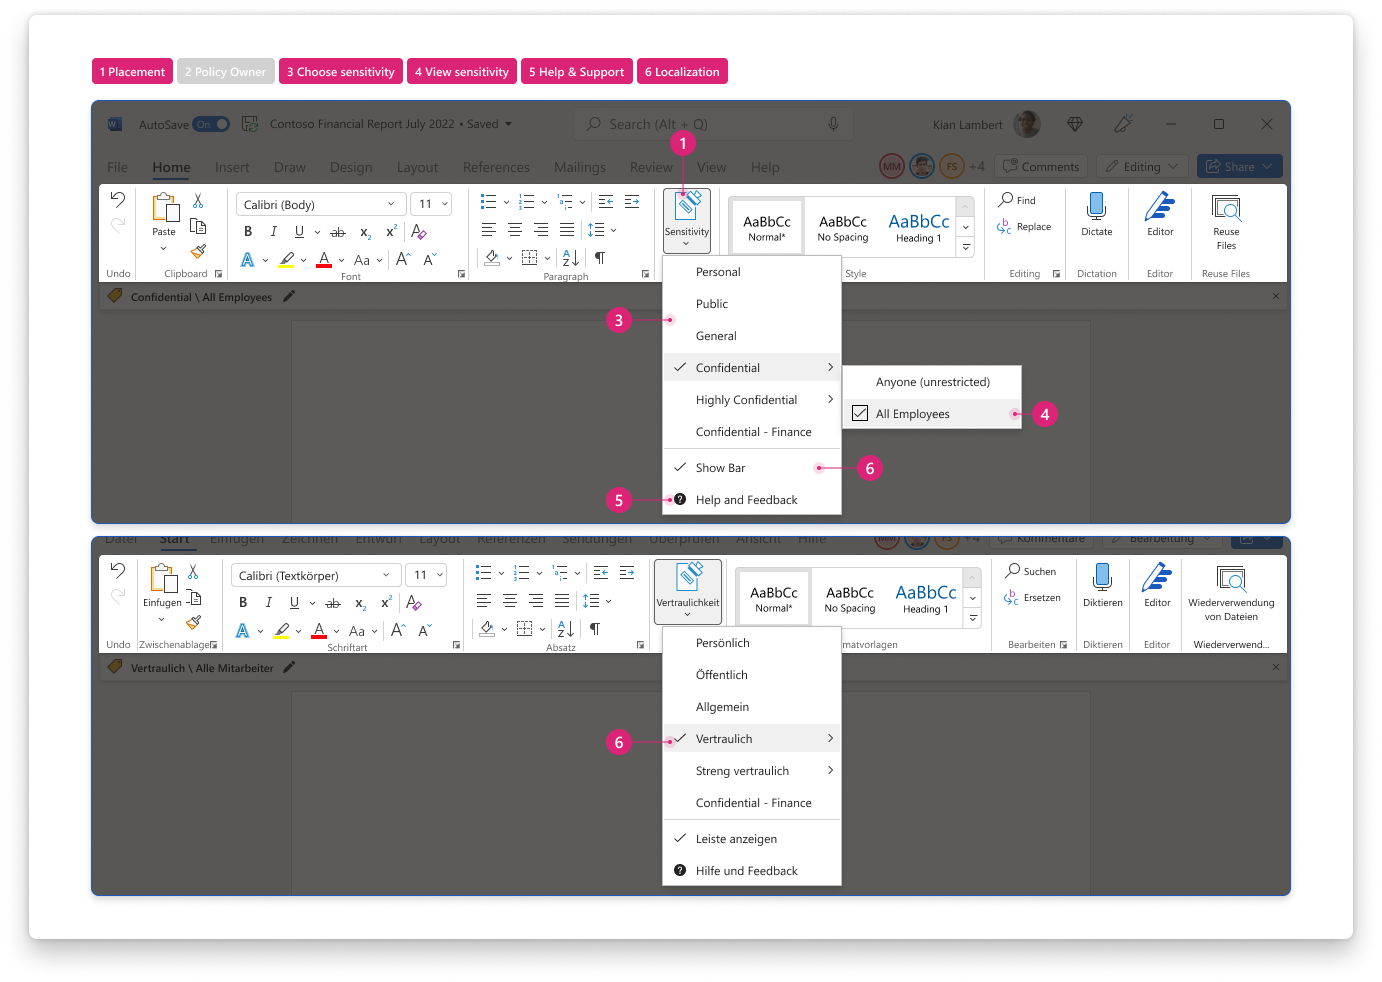 1 Placement 2 Policy Owner 3 Choose sensitivity 4 View sensitivity 5 Help & Support 6 Localization
AutoSave On Contoso Financial Report July 2022 • Saved Search (Alt + Q) Kian Lambert
1
File Home Insert Draw Design Layout References Mailings Review View Help MM FS +4 Comments Editing Share
Calibri (Body) 11
Paste
B I U ab x₂ x² A
A A Aa A A
Undo Clipboard Font Paragraph
Sensitivity
AaBbCc AaBbCc AaBbCc
Normal* No Spacing Heading 1
Style
Find
Replace
Editing
Dictate
Dictation
Editor
Editor
Reuse
Files
Reuse Files
Confidential \ All Employees
Personal
Public
3
General
Confidential
Anyone (unrestricted)
Highly Confidential
All Employees 4
Confidential - Finance
Show Bar 6
5 Help and Feedback
Datei Start Einfügen Zeichnen Entwurf Layout Referenzen Sendungen Überprüfen Ansicht Hilfe MM FS +4 Kommentare Bearbeitung
Calibri (Textkörper) 11
Einfugen
B I U ab x₂ x² A
A A Aa A A
Undo Zwischenablage Schriftart Absatz
Vertraulichkeit
AaBbCc AaBbCc AaBbCc
Normal* No Spacing Heading 1
matvorlagen
Suchen
Ersetzen
Bearbeiten
Diktieren
Diktieren
Editor
Editor
Wiederverwendung
von Dateien
Wiederverwend...
Vertraulich \ Alle Mitarbeiter
Persönlich
Öffentlich
Allgemein
6 Vertraulich
Streng vertraulich
Confidential - Finance
Leiste anzeigen
Hilfe und Feedback